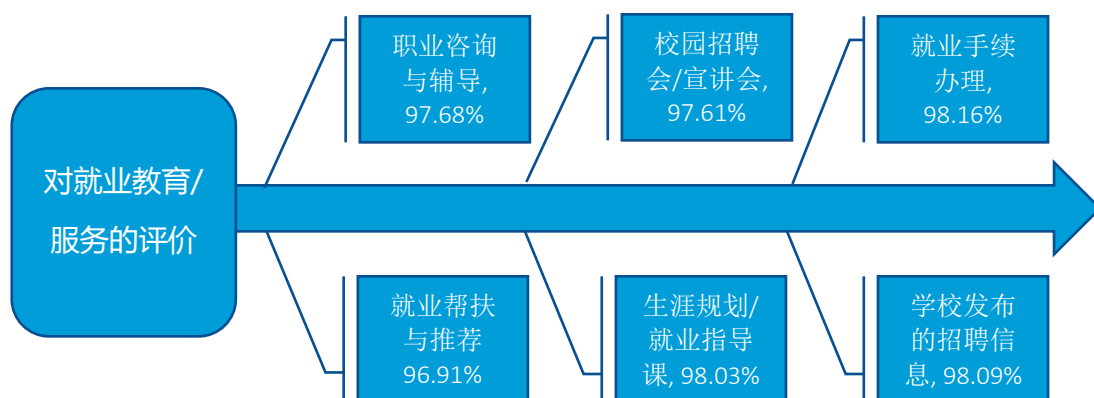 职业咨询
与辅导,
97.68%
校园招聘
会/宣讲会,
97.61%
就业手续
办理,
98.16%
对就业教育/
服务的评价
就业帮扶
与推荐
96.91%
生涯规划/
就业指导
课, 98.03%
学校发布
的招聘信
息, 98.09%